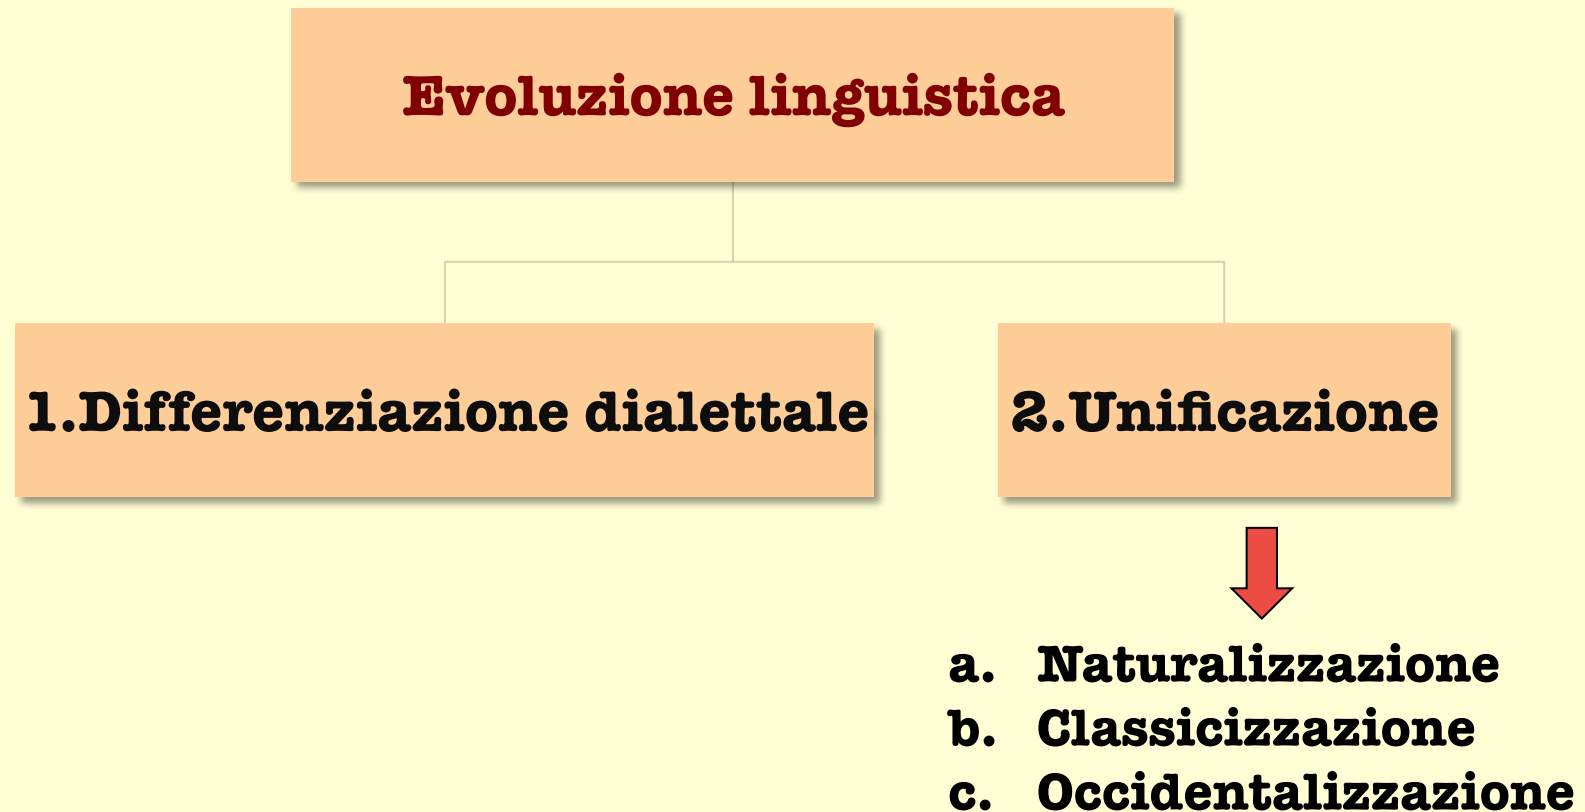 Evoluzione linguistica
1.Differenziazione dialettale
2.Unificazione
a. Naturalizzazione
b. Classicizzazione
c. Occidentalizzazione